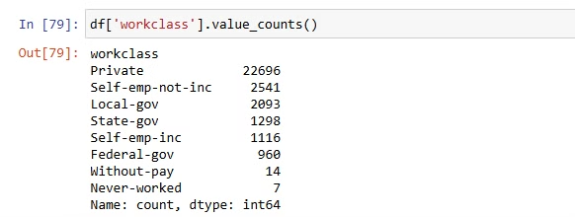 In [79]: df['workclass'].value_counts()
Out[79]: workclass
Private 22696
Self-emp-not-inc 2541
Local-gov 2093
State-gov 1298
Self-emp-inc 1116
Federal-gov 960
Without-pay 14
Never-worked 7
Name: count, dtype: int64